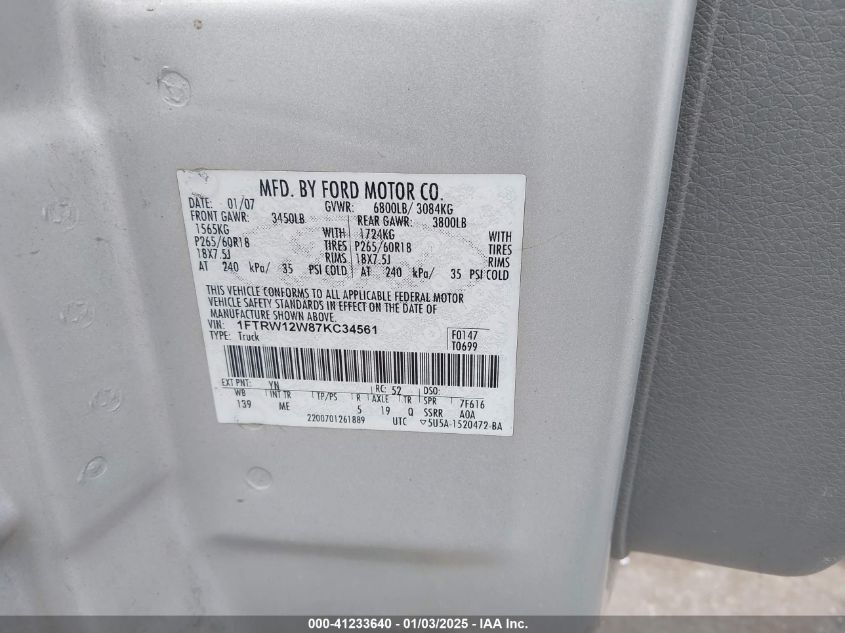 MFD. BY FORD MOTOR CO.
DATE: 01/07 GVWR: 6800LB/ 3084KG
FRONT GAWR: 3450LB REAR GAWR: 3800LB
1565KG WITH 1724KG WITH
P265/60R18 TIRES P265/60R18 TIRES
18X7.5J RIMS 18X7.5J RIMS
AT 240 kPa/ 35 PSI COLD AT 240 kPa/ 35 PSI COLD
THIS VEHICLE CONFORMS TO ALL APPLICABLE FEDERAL MOTOR
VEHICLE SAFETY STANDARDS IN EFFECT ON THE DATE OF
MANUFACTURE SHOWN ABOVE.
VIN: 1FTRW12W87KC34561 F0147
TYPE: Truck T0699
EXT PNT: YN RC: 52 DSO:
WB INT TR TP/PS R AXLE TR SPR 7F616
139 ME 5 19 Q SSRR A0A
2200701261889 UTC ▽5U5A-1520472-BA
000-41233640 - 01/03/2025 - IAA Inc.